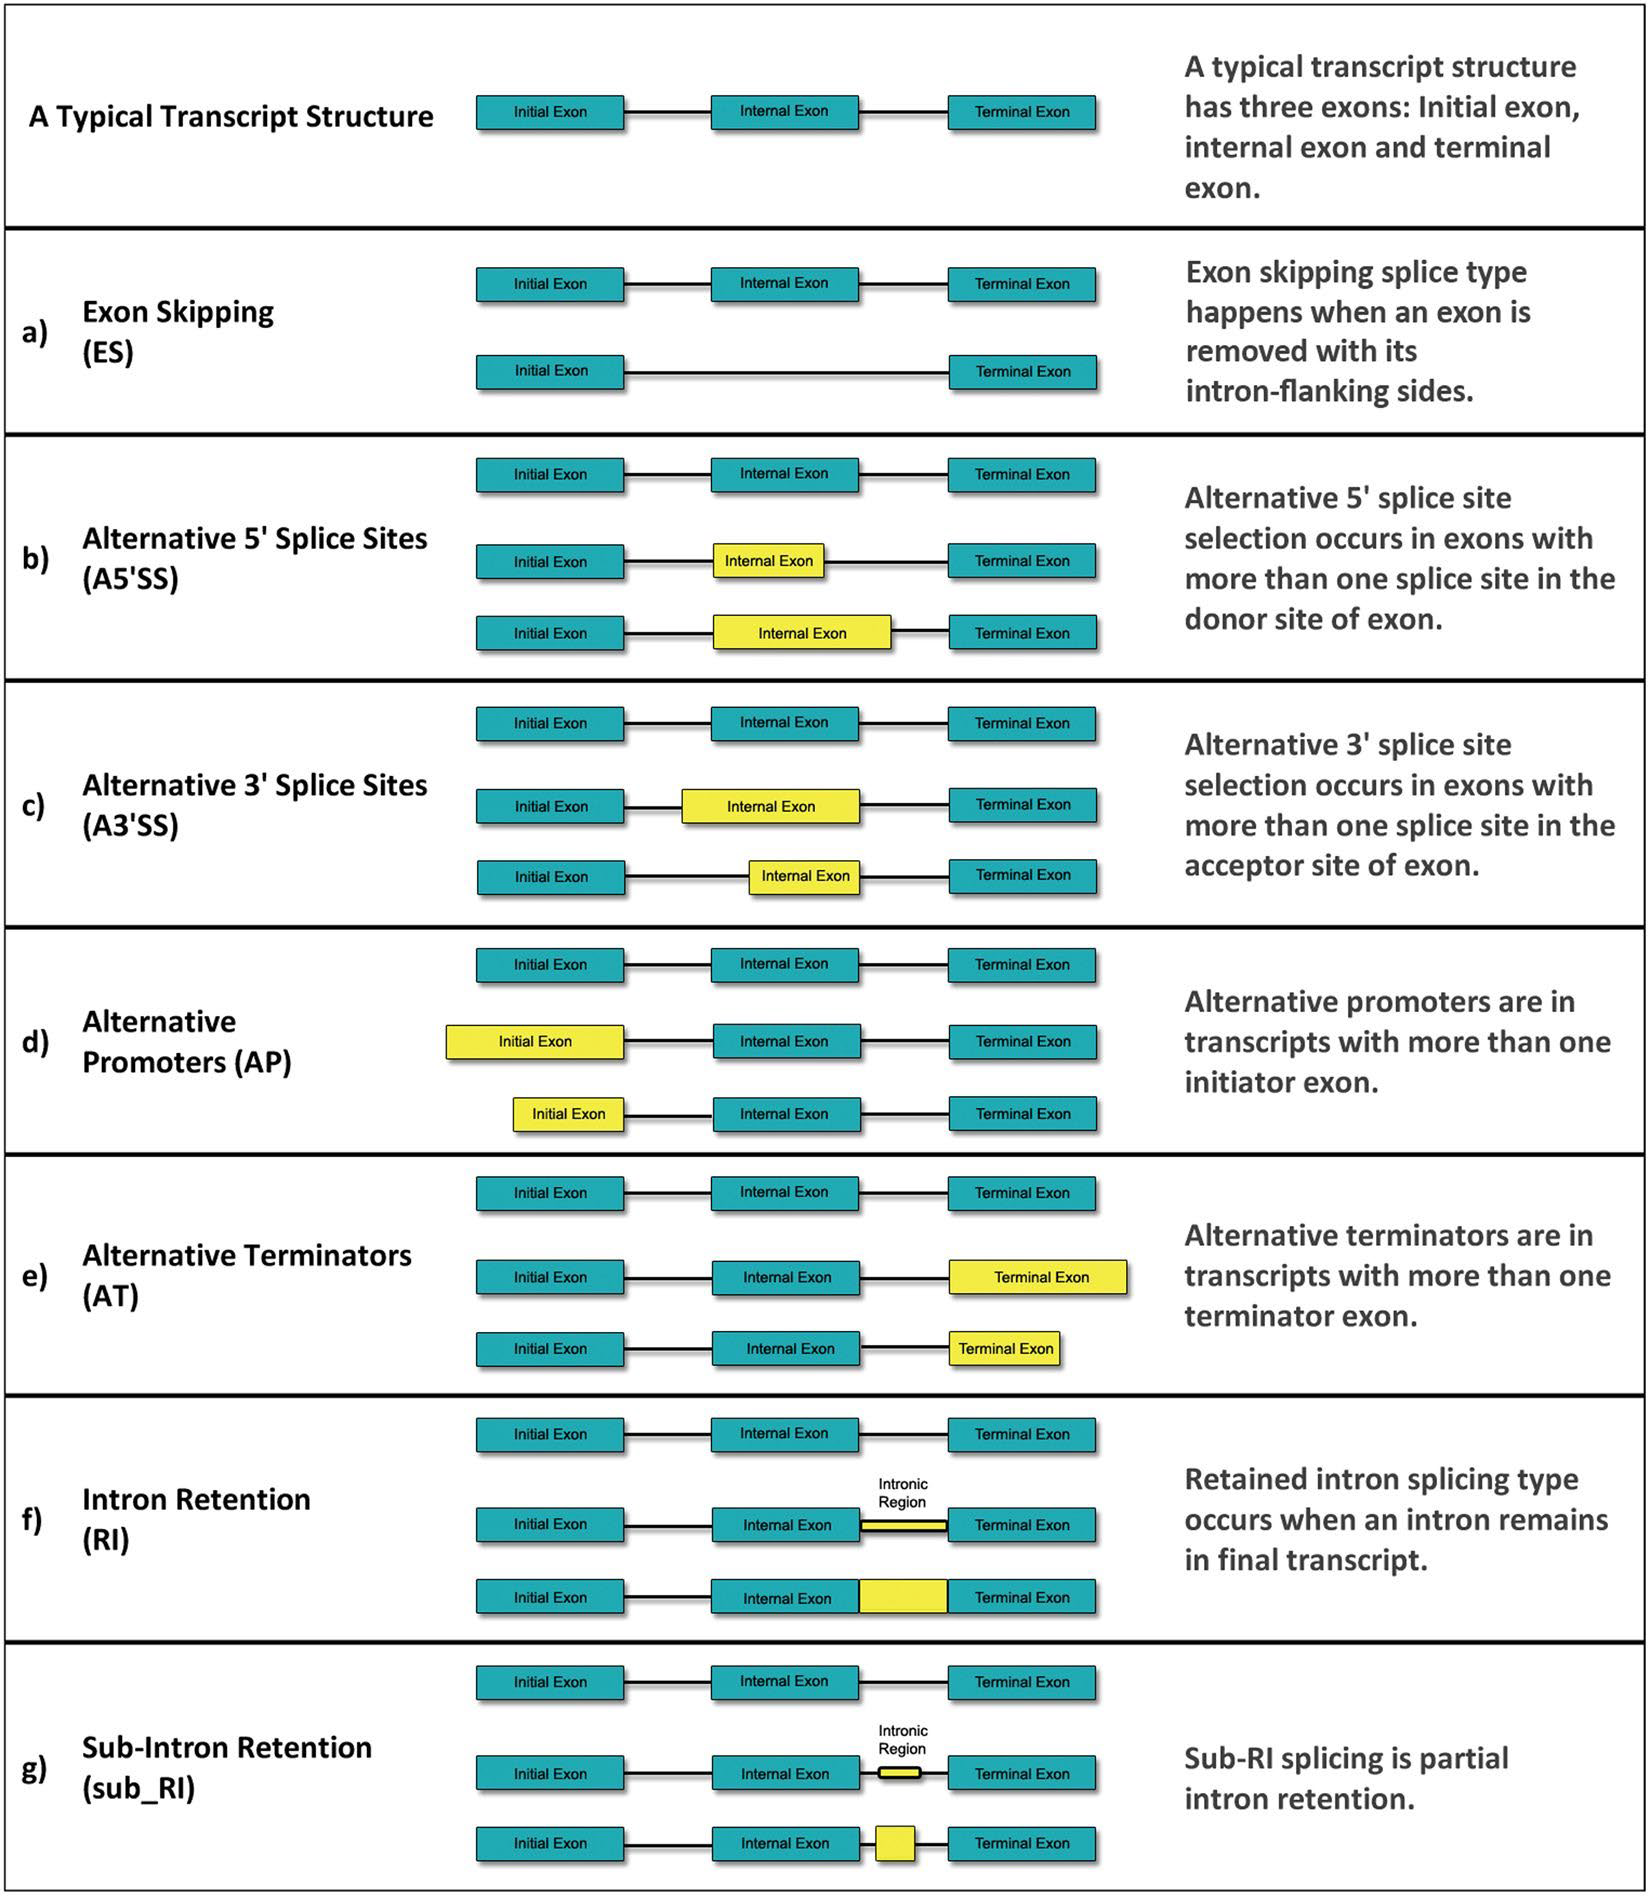 A Typical Transcript Structure
Initial Exon
Internal Exon
Terminal Exon
A typical transcript structure
has three exons: Initial exon,
internal exon and terminal
exon.
a)
Exon Skipping
(ES)
Initial Exon
Internal Exon
Terminal Exon
Initial Exon
Terminal Exon
Exon skipping splice type
happens when an exon is
removed with its
intron-flanking sides.
b)
Alternative 5' Splice Sites
(A5'SS)
Initial Exon
Internal Exon
Terminal Exon
Initial Exon
Internal Exon
Terminal Exon
Initial Exon
Internal Exon
Terminal Exon
Alternative 5' splice site
selection occurs in exons with
more than one splice site in the
donor site of exon.
c)
Alternative 3' Splice Sites
(A3'SS)
Initial Exon
Internal Exon
Terminal Exon
Initial Exon
Internal Exon
Terminal Exon
Initial Exon
Internal Exon
Terminal Exon
Alternative 3' splice site
selection occurs in exons with
more than one splice site in the
acceptor site of exon.
d)
Alternative
Promoters (AP)
Initial Exon
Internal Exon
Terminal Exon
Initial Exon
Internal Exon
Terminal Exon
Initial Exon
Internal Exon
Terminal Exon
Alternative promoters are in
transcripts with more than one
initiator exon.
e)
Alternative Terminators
(AT)
Initial Exon
Internal Exon
Terminal Exon
Initial Exon
Internal Exon
Terminal Exon
Initial Exon
Internal Exon
Terminal Exon
Alternative terminators are in
transcripts with more than one
terminator exon.
f)
Intron Retention
(RI)
Initial Exon
Internal Exon
Terminal Exon
Intronic
Region
Initial Exon
Internal Exon
Terminal Exon
Initial Exon
Internal Exon
Terminal Exon
Retained intron splicing type
occurs when an intron remains
in final transcript.
g)
Sub-Intron Retention
(sub_RI)
Initial Exon
Internal Exon
Terminal Exon
Intronic
Region
Initial Exon
Internal Exon
Terminal Exon
Initial Exon
Internal Exon
Terminal Exon
Sub-RI splicing is partial
intron retention.